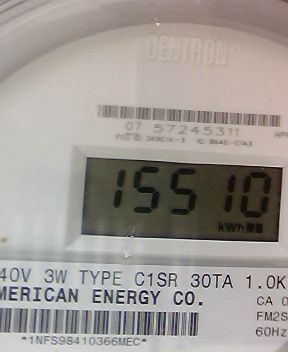 CENTRON®
07 57245311
15510
kWh
40V 3W TYPE C1SR 30TA 1.0K
MERICAN ENERGY CO.
CA 0
FM2S
60Hz
*1NFS98410366MEC*